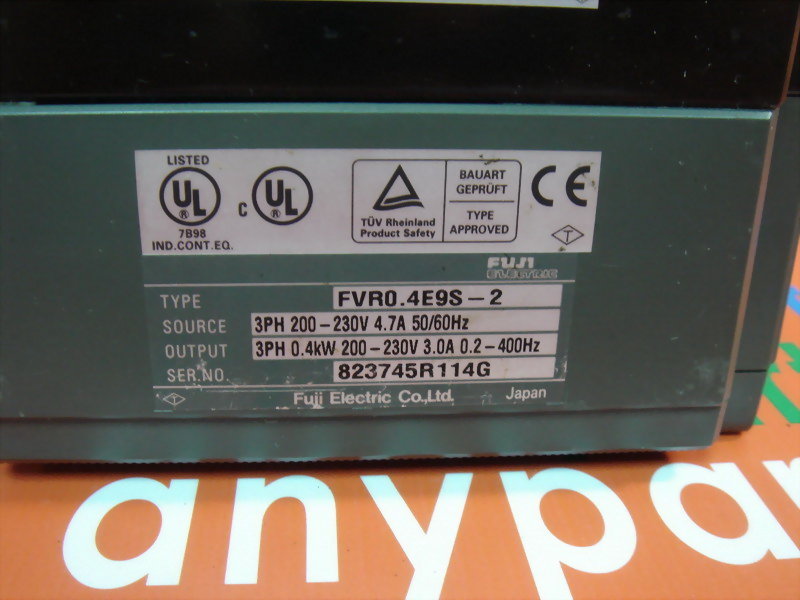 LISTED
UL
7B98
IND.CONT.EQ.
C UL
TÜV Rheinland
Product Safety
BAUART
GEPRÜFT
TYPE
APPROVED
CE
T
FUJI
ELECTRIC
TYPE FVR0.4E9S-2
SOURCE 3PH 200-230V 4.7A 50/60Hz
OUTPUT 3PH 0.4kW 200-230V 3.0A 0.2-400Hz
SER.NO. 823745R114G
T Fuji Electric Co.,Ltd. Japan
anypa